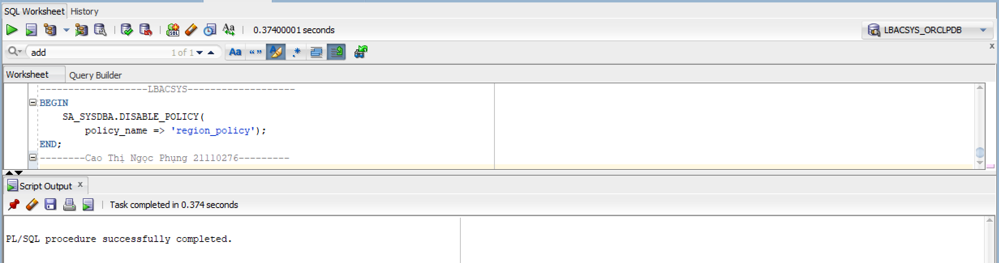 SQL Worksheet History
0.37400001 seconds
LBACSYS_ORCLPDB
add 1 of 1
Aa “ ” .*
Worksheet Query Builder
-------------------LBACSYS-------------------
BEGIN
SA_SYSDBA.DISABLE_POLICY(
policy_name => 'region_policy');
END;
--------Cao Thị Ngọc Phụng 21110276---------
Script Output x
Task completed in 0.374 seconds
PL/SQL procedure successfully completed.